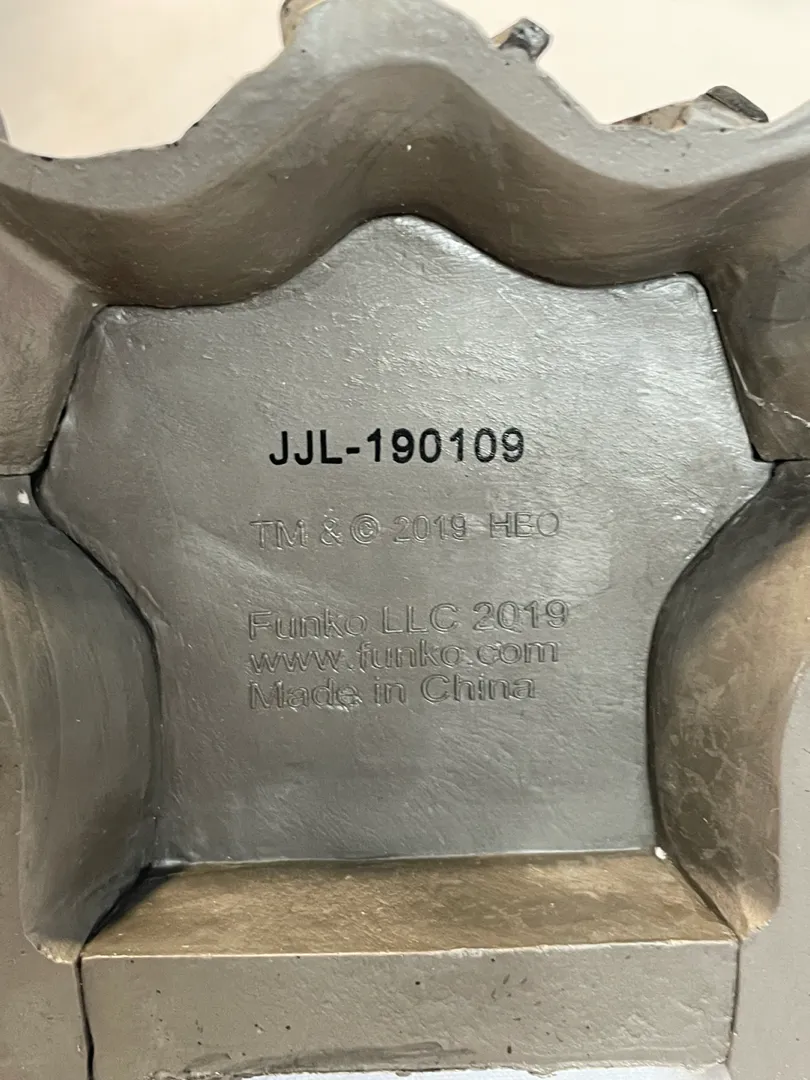 JJL-190109
TM & © 2019 HBO
Funko LLC 2019
www.funko.com
Made in China